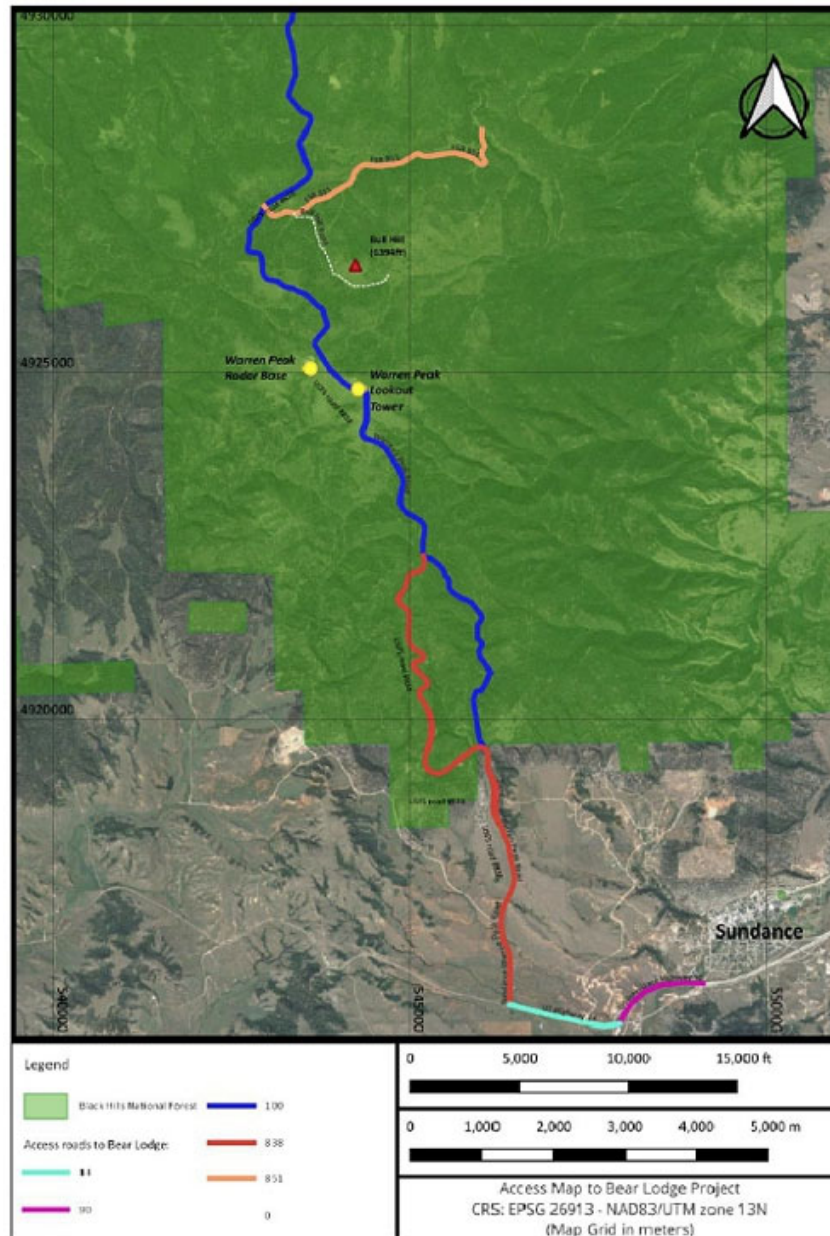 4930000
Bull Hill
(6394ft)
4925000
Warren Peak
Radar Base
Warren Peak
Lookout
Tower
4920000
Sundance
540000
545000
550000
Legend
Black Hills National Forest
Access roads to Bear Lodge:
14
90
100
838
851
0
0 5,000 10,000 15,000 ft
0 1,000 2,000 3,000 4,000 5,000 m
Access Map to Bear Lodge Project
CRS: EPSG 26913 - NAD83/UTM zone 13N
(Map Grid in meters)